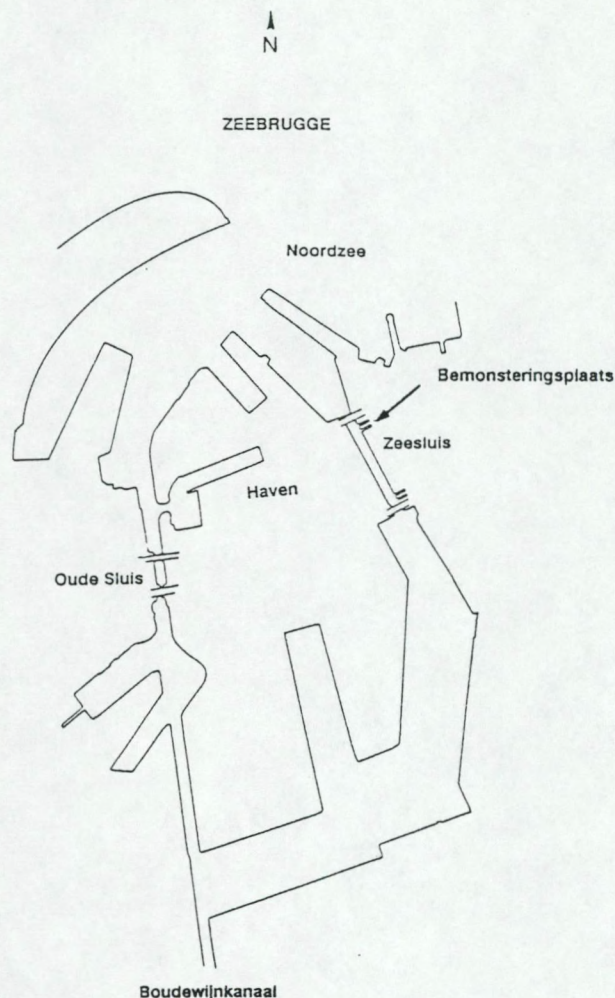 N
ZEEBRUGGE
Noordzee
Bemonsteringsplaats
Zeesluis
Haven
Oude Sluis
Boudewijnkanaal